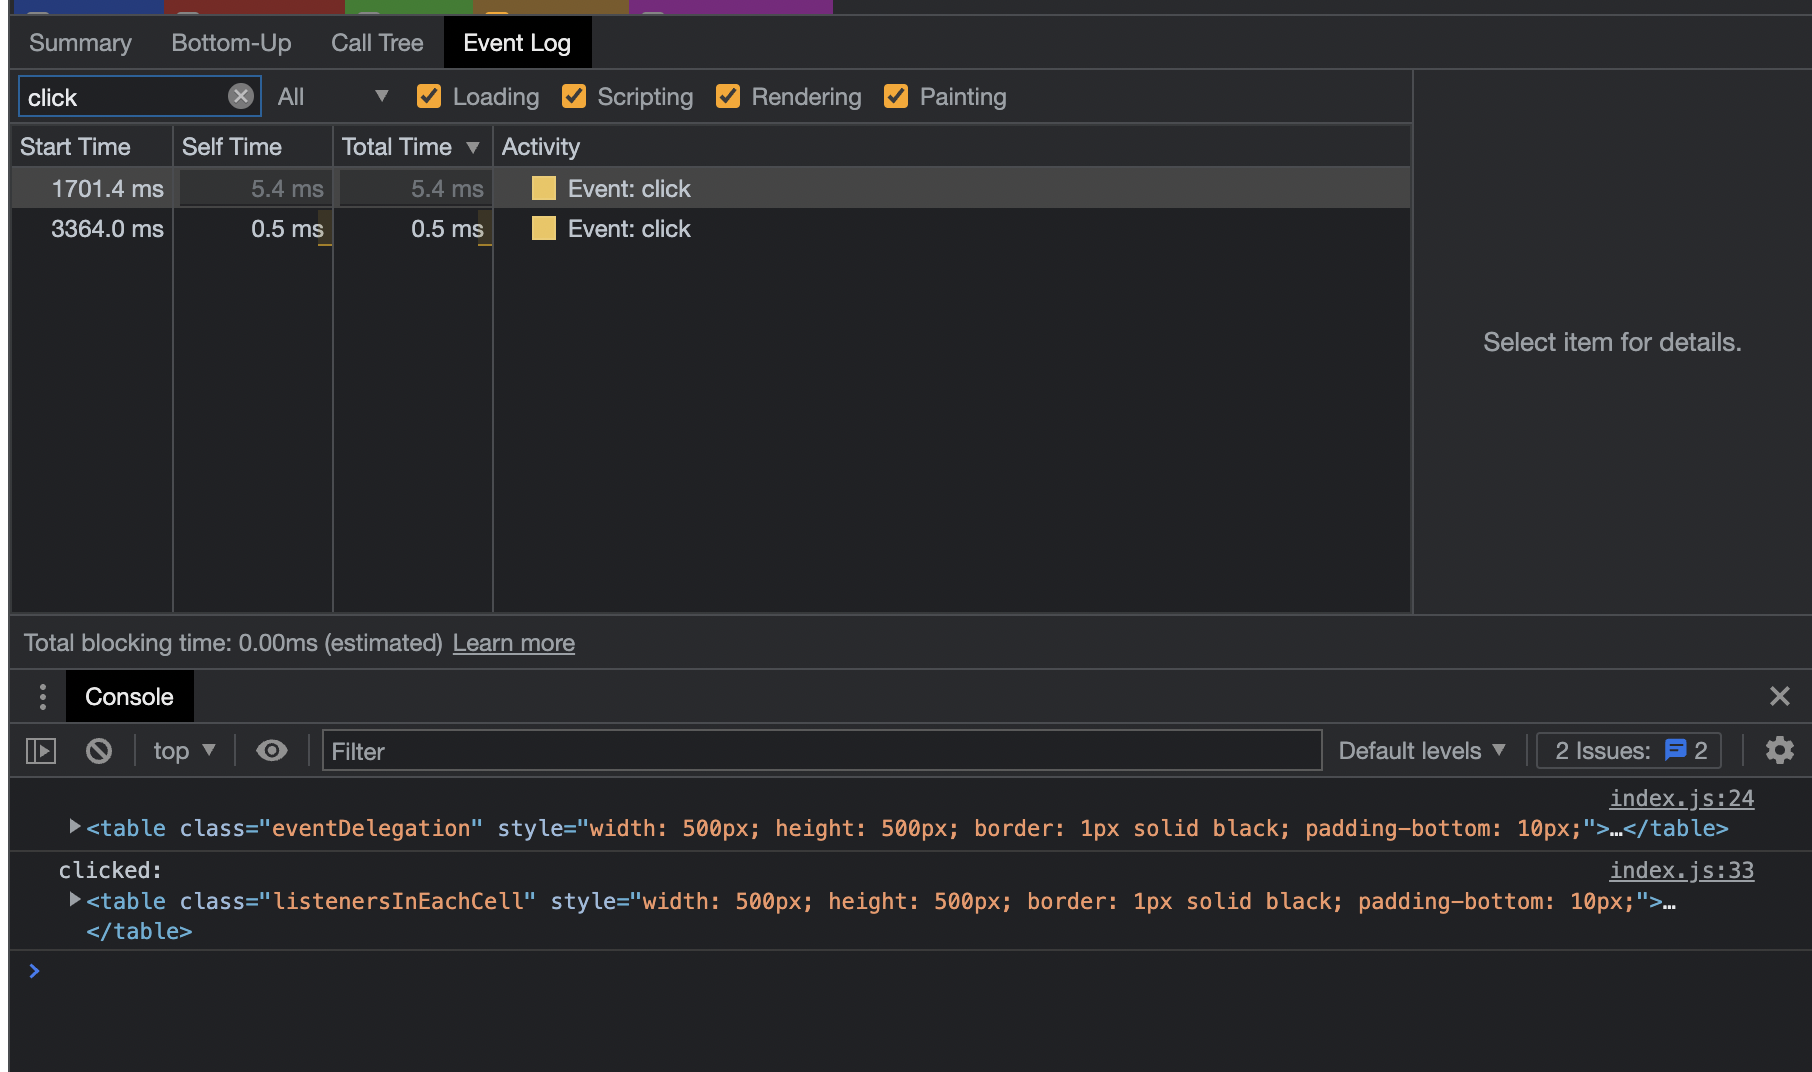 Summary Bottom-Up Call Tree Event Log
click All ▼ Loading Scripting Rendering Painting
Start Time Self Time Total Time ▼ Activity
1701.4 ms 5.4 ms 5.4 ms Event: click
3364.0 ms 0.5 ms 0.5 ms Event: click
Select item for details.
Total blocking time: 0.00ms (estimated) Learn more
Console
top ▼ Filter Default levels ▼ 2 Issues: 2
index.js:24
<table class="eventDelegation" style="width: 500px; height: 500px; border: 1px solid black; padding-bottom: 10px;">…</table>
clicked: index.js:33
<table class="listenersInEachCell" style="width: 500px; height: 500px; border: 1px solid black; padding-bottom: 10px;">…
</table>